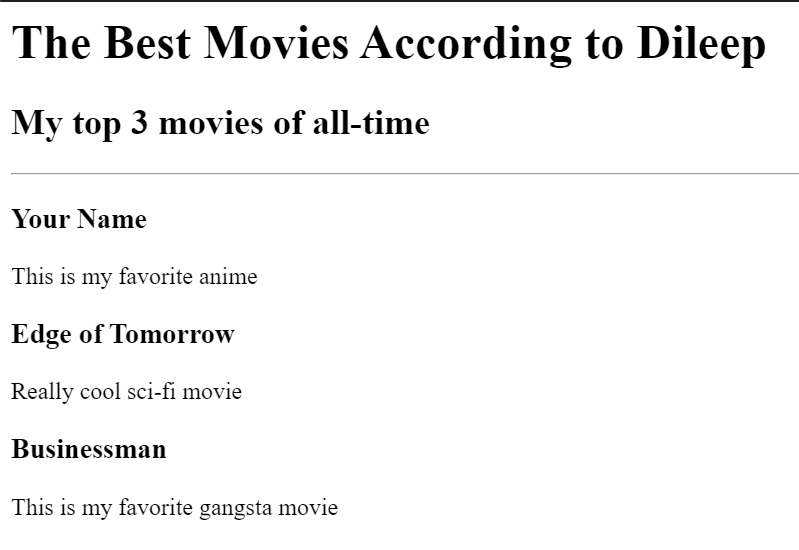 The Best Movies According to Dileep
My top 3 movies of all-time
Your Name
This is my favorite anime
Edge of Tomorrow
Really cool sci-fi movie
Businessman
This is my favorite gangsta movie